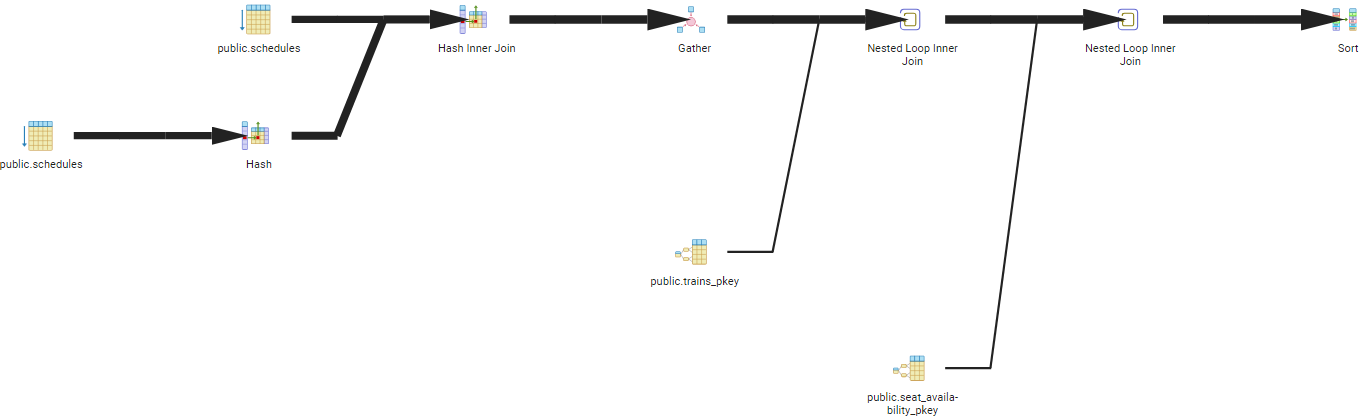 public.schedules
Hash Inner Join
Gather
Nested Loop Inner
Join
Nested Loop Inner
Join
Sort
public.schedules
Hash
public.trains_pkey
public.seat_availa-
bility_pkey